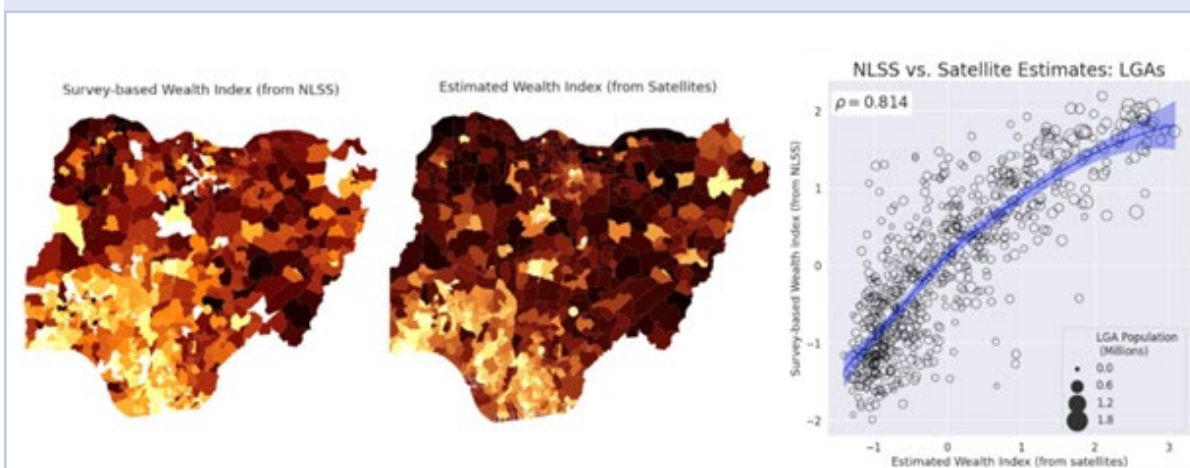 Survey-based Wealth Index (from NLSS)
Estimated Wealth Index (from Satellites)
NLSS vs. Satellite Estimates: LGAs
ρ = 0.814
Survey-based Wealth Index (from NLSS)
2
1
0
−1
−2
LGA Population
(Millions)
0.0
0.6
1.2
1.8
−1 0 1 2 3
Estimated Wealth Index (from satellites)